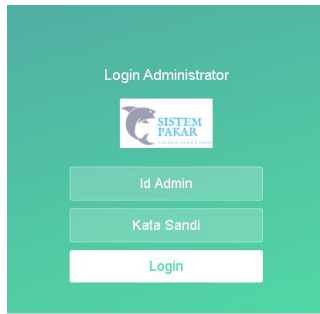 Login Administrator
SISTEM
PAKAR
Id Admin
Kata Sandi
Login